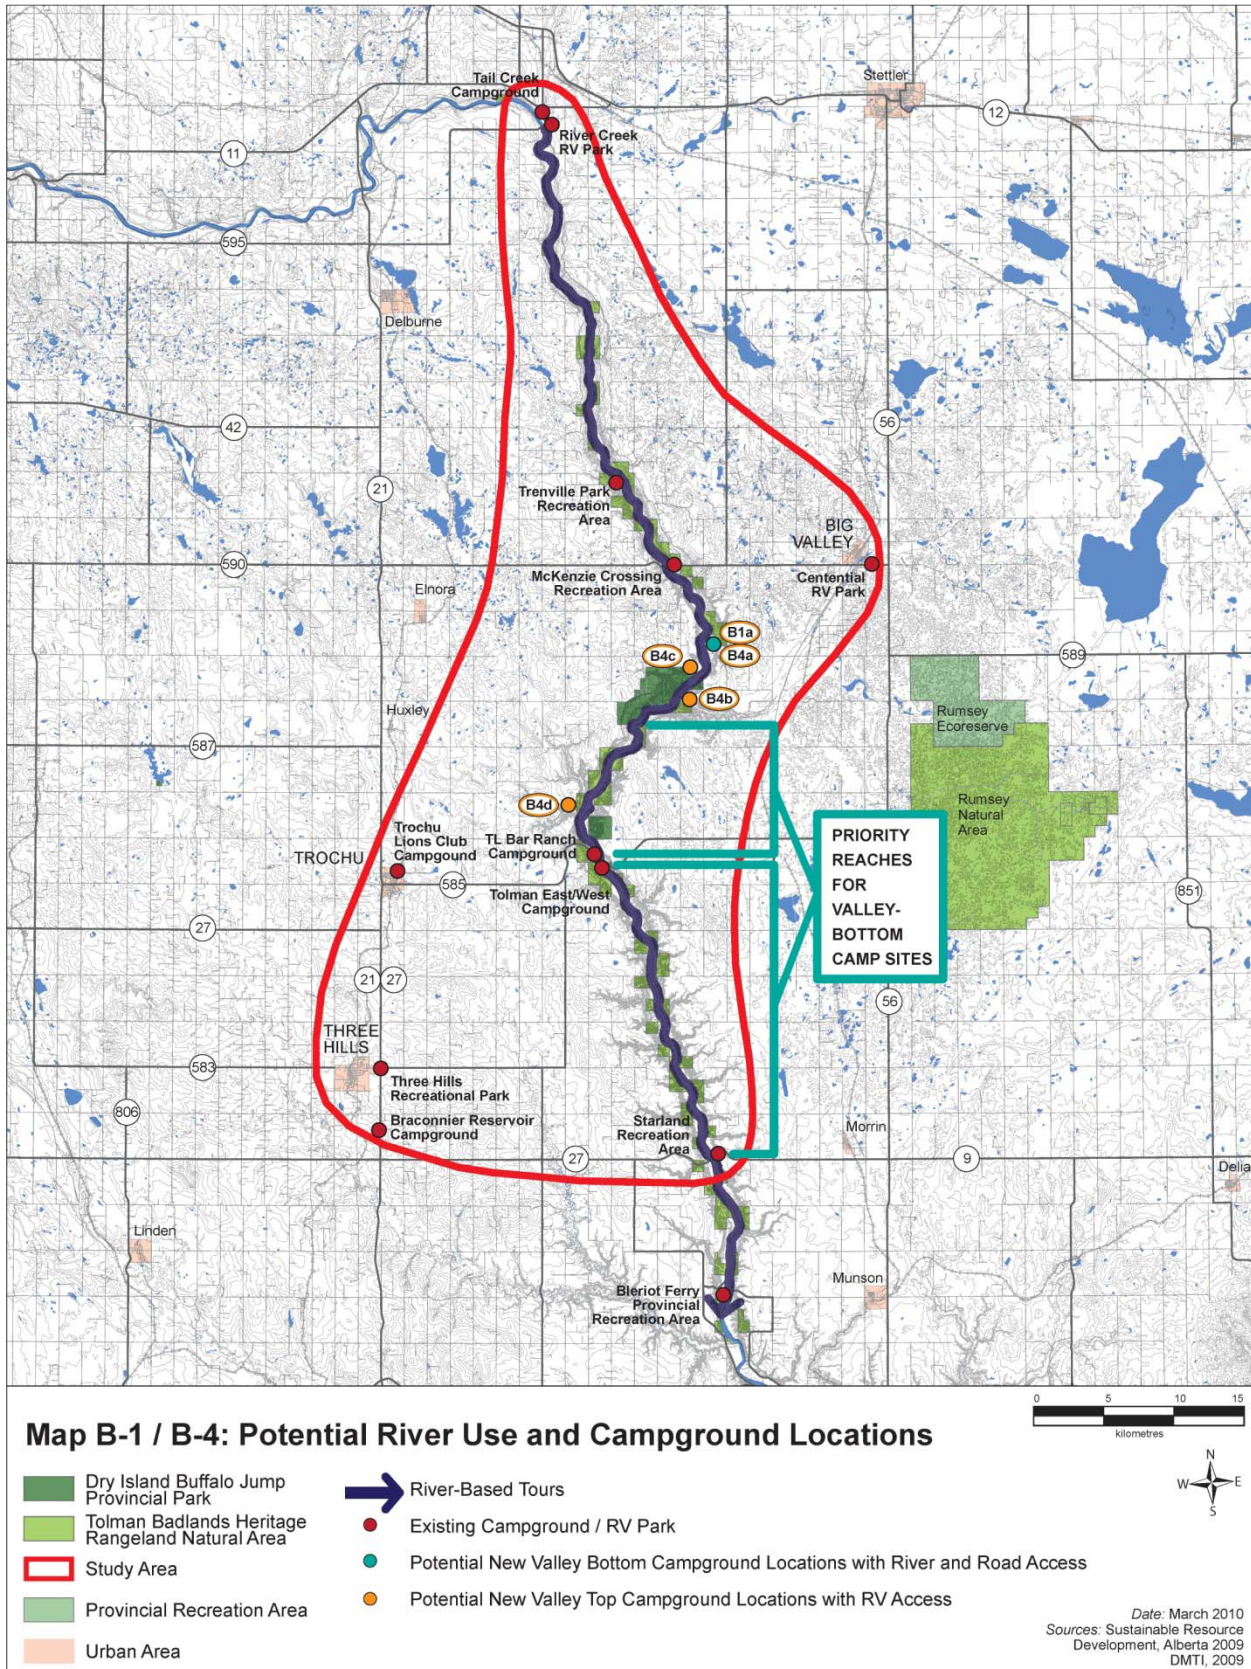 Tail Creek
Campground
Stettler
12
River Creek
RV Park
11
595
Delburne
42
56
21
Trenville Park
Recreation
Area
BIG
VALLEY
590
McKenzie Crossing
Recreation Area
Centential
RV Park
Elnora
B1a
B4c
B4a
589
B4b
Huxley
Rumsey
Ecoreserve
587
B4d
Rumsey
Natural
Area
Trochu
Lions Club
Campgound
TROCHU
TL Bar Ranch
Campground
PRIORITY
REACHES
FOR
VALLEY-
BOTTOM
CAMP SITES
585
Tolman East/West
Campground
851
27
21
27
56
THREE
HILLS
583
Three Hills
Recreational Park
806
Braconnier Reservoir
Campground
Starland
Recreation
Area
Morrin
27
9
Delia
Linden
Munson
Bleriot Ferry
Provincial
Recreation Area
0 5 10 15
kilometres
Map B-1 / B-4: Potential River Use and Campground Locations
Dry Island Buffalo Jump
Provincial Park
Tolman Badlands Heritage
Rangeland Natural Area
Study Area
Provincial Recreation Area
Urban Area
River-Based Tours
Existing Campground / RV Park
Potential New Valley Bottom Campground Locations with River and Road Access
Potential New Valley Top Campground Locations with RV Access
N
W E
S
Date: March 2010
Sources: Sustainable Resource
Development, Alberta 2009
DMTI, 2009